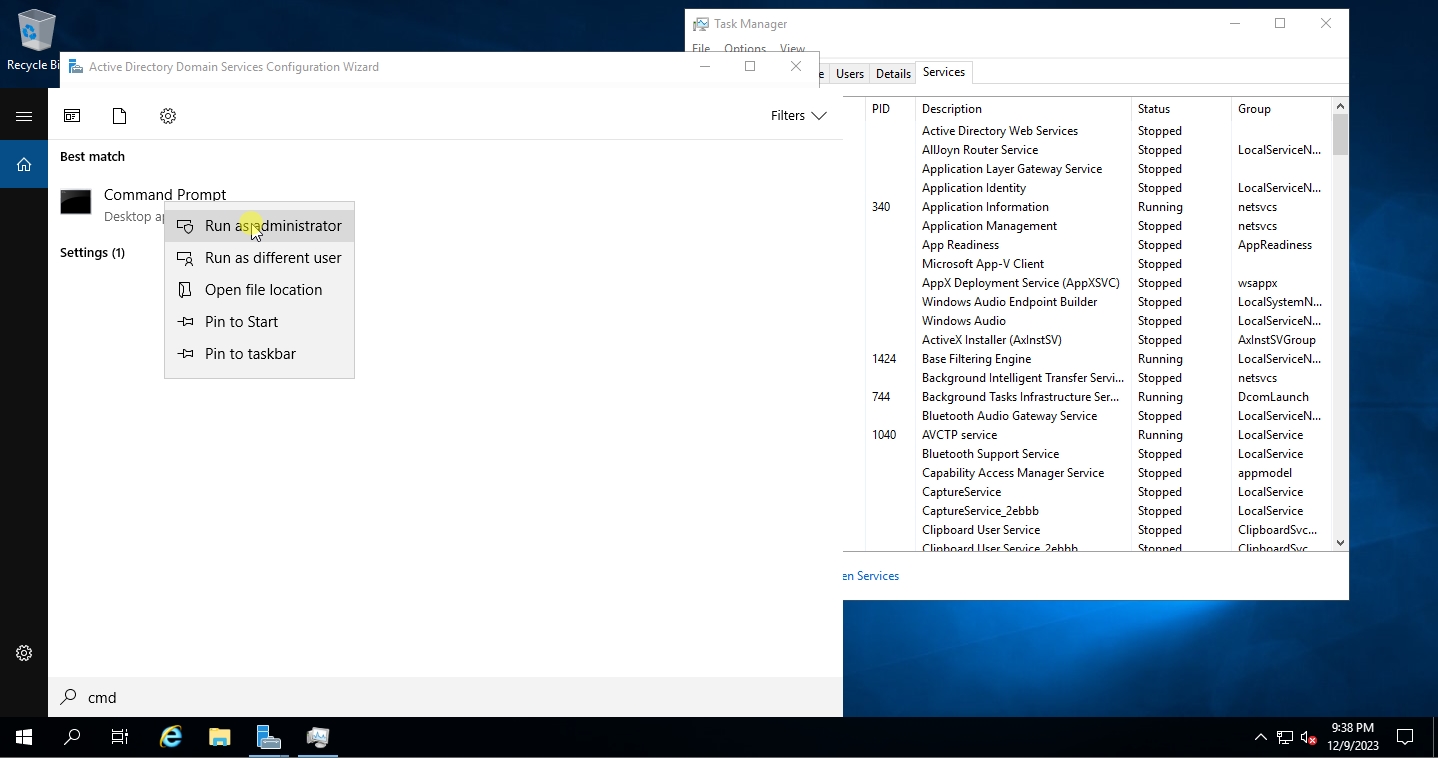 Recycle Bi
Task Manager
File Options View
Active Directory Domain Services Configuration Wizard
e Users Details Services
Filters
Best match
Command Prompt
Desktop ap
Run as administrator
Settings (1)
Run as different user
Open file location
Pin to Start
Pin to taskbar
PID Description Status Group
Active Directory Web Services Stopped
AllJoyn Router Service Stopped LocalServiceN...
Application Layer Gateway Service Stopped
Application Identity Stopped LocalServiceN...
340 Application Information Running netsvcs
Application Management Stopped netsvcs
App Readiness Stopped AppReadiness
Microsoft App-V Client Stopped
AppX Deployment Service (AppXSVC) Stopped wsappx
Windows Audio Endpoint Builder Stopped LocalSystemN...
Windows Audio Stopped LocalServiceN...
ActiveX Installer (AxInstSV) Stopped AxInstSVGroup
1424 Base Filtering Engine Running LocalServiceN...
Background Intelligent Transfer Servi... Stopped netsvcs
744 Background Tasks Infrastructure Ser... Running DcomLaunch
Bluetooth Audio Gateway Service Stopped LocalServiceN...
1040 AVCTP service Running LocalService
Bluetooth Support Service Stopped LocalService
Capability Access Manager Service Stopped appmodel
CaptureService Stopped LocalService
CaptureService_2ebbb Stopped LocalService
Clipboard User Service Stopped ClipboardSvc...
Clipboard User Service_2ebbb Stopped ClipboardSvc...
en Services
cmd
9:38 PM
12/9/2023